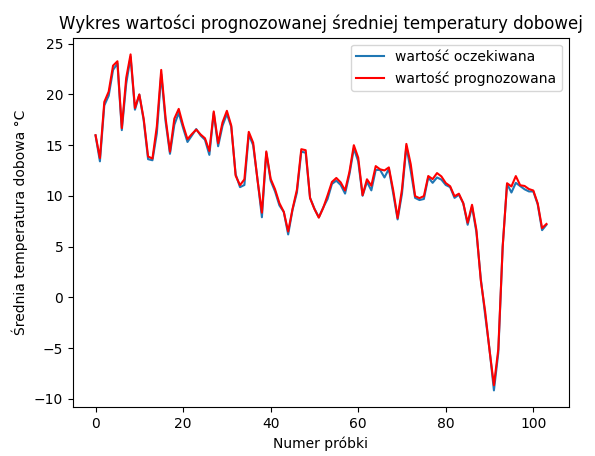 Wykres wartości prognozowanej średniej temperatury dobowej
wartość oczekiwana
wartość prognozowana
Średnia temperatura dobowa °C
25
20
15
10
5
0
−5
−10
0
20
40
60
80
100
Numer próbki